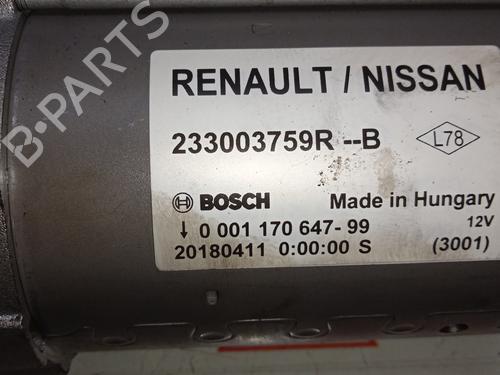 RENAULT / NISSAN
233003759R --B
L78
BOSCH Made in Hungary
0 001 170 647- 99 12V
20180411 0:00:00 S (3001)
B-PARTS